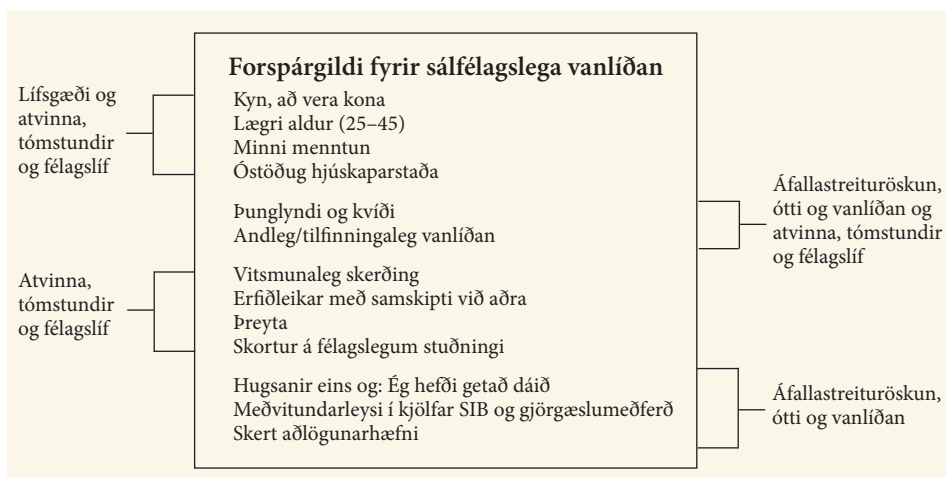 Forspárgildi fyrir sálfélagslega vanlíðan
Lífsgæði og
atvinna,
tómstundir
og félagslíf
Kyn, að vera kona
Lægri aldur (25–45)
Minni menntun
Óstöðug hjúskaparstaða
Þunglyndi og kvíði
Andleg/tilfinningaleg vanlíðan
Áfallastreituröskun,
ótti og vanlíðan og
atvinna, tómstundir
og félagslíf
Atvinna,
tómstundir
og félagslíf
Vitsmunaleg skerðing
Erfiðleikar með samskipti við aðra
Þreyta
Skortur á félagslegum stuðningi
Hugsanir eins og: Ég hefði getað dáið
Meðvitundarleysi í kjölfar SIB og gjörgæslumeðferð
Skert aðlögunarhæfni
Áfallastreituröskun,
ótti og vanlíðan